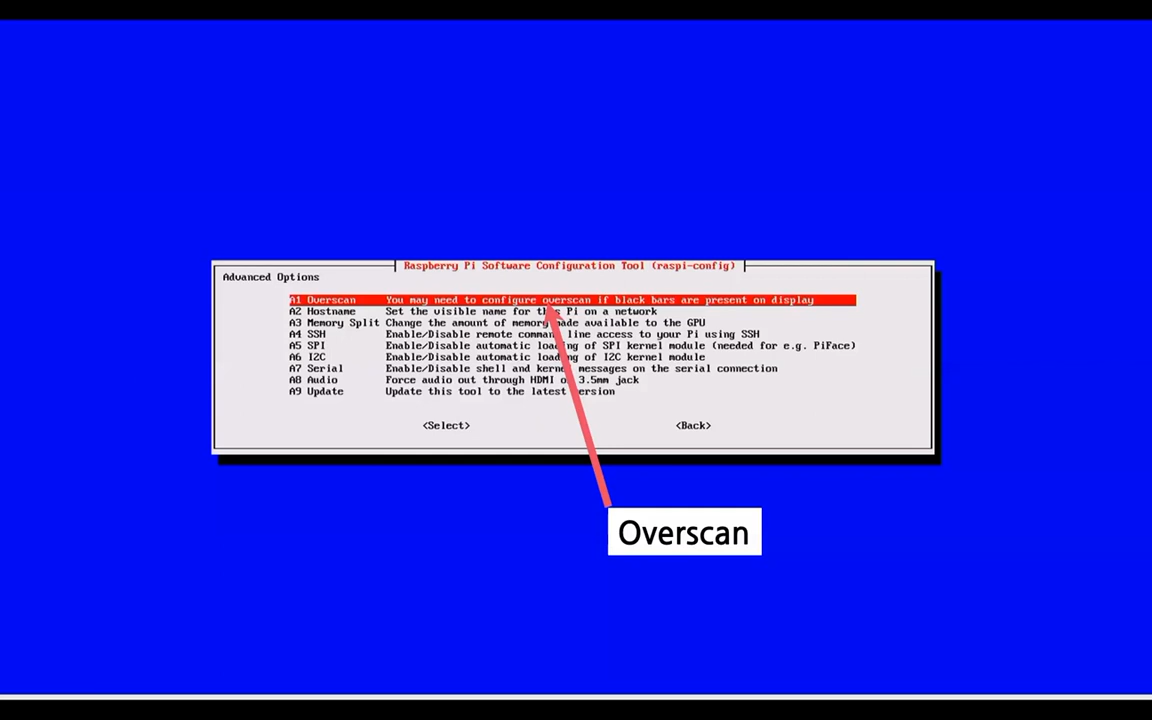 Raspberry Pi Software Configuration Tool (raspi-config)
Advanced Options
A1 Overscan You may need to configure overscan if black bars are present on display
A2 Hostname Set the visible name for this Pi on a network
A3 Memory Split Change the amount of memory made available to the GPU
A4 SSH Enable/Disable remote command line access to your Pi using SSH
A5 SPI Enable/Disable automatic loading of SPI kernel module (needed for e.g. PiFace)
A6 I2C Enable/Disable automatic loading of I2C kernel module
A7 Serial Enable/Disable shell and kernel messages on the serial connection
A8 Audio Force audio out through HDMI or 3.5mm jack
A9 Update Update this tool to the latest version
<Select> <Back>
Overscan